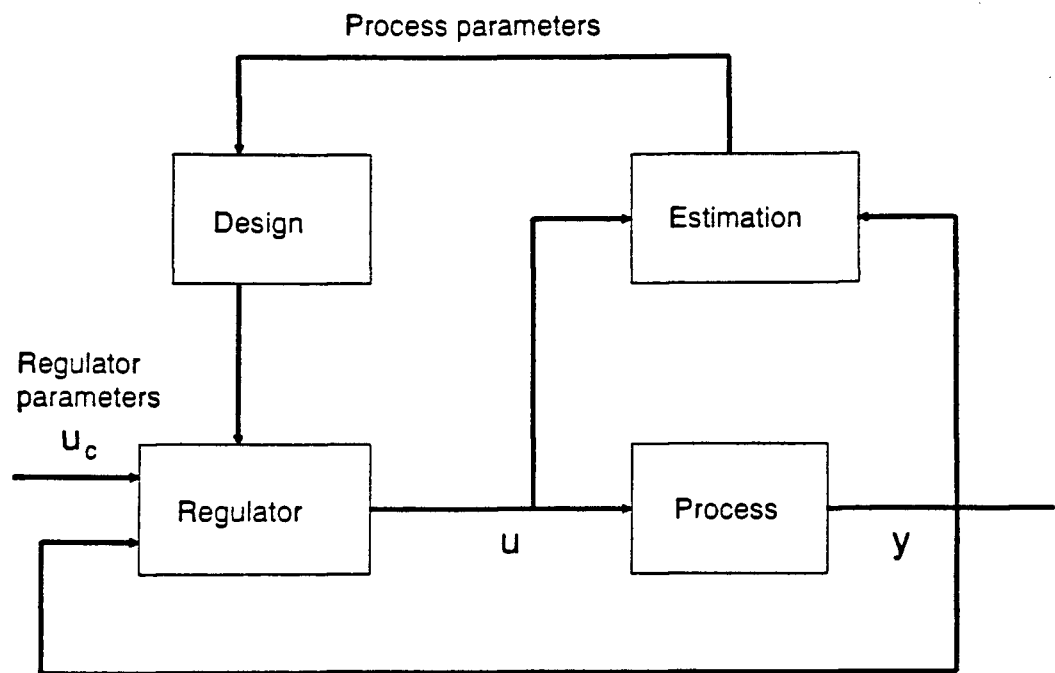 Process parameters
Design
Estimation
Regulator
parameters
u_c
Regulator
Process
u
y